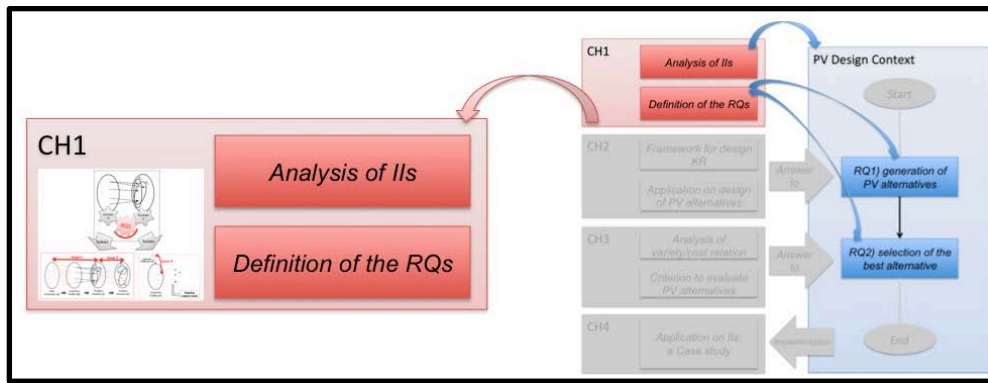 CH1
Analysis of IIs
Definition of the RQs
RQ1
CH1
Analysis of IIs
Definition of the RQs
CH2
Framework for design
KR
Application on design
of PV alternatives
Answer
to
CH3
Analysis of
variety/cost relation
Criterion to evaluate
PV alternatives
Answer
to
CH4
Application on IIs:
a Case study
Implementation
PV Design Context
Start
RQ1) generation of
PV alternatives
RQ2) selection of the
best alternative
End